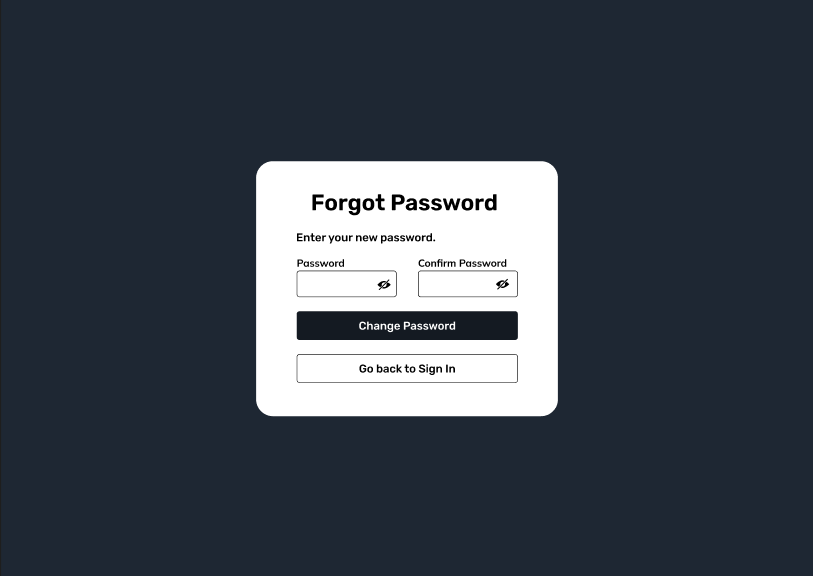 Forgot Password
Enter your new password.
Password
Confirm Password
Change Password
Go back to Sign In